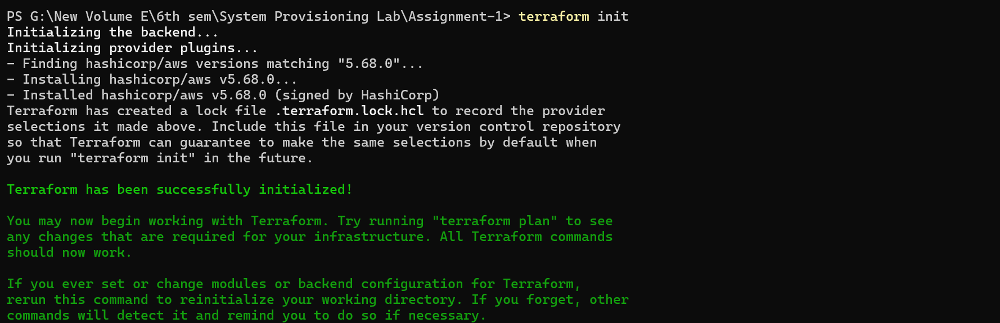 PS G:\New Volume E\6th sem\System Provisioning Lab\Assignment-1> terraform init
Initializing the backend...
Initializing provider plugins...
- Finding hashicorp/aws versions matching "5.68.0"...
- Installing hashicorp/aws v5.68.0...
- Installed hashicorp/aws v5.68.0 (signed by HashiCorp)
Terraform has created a lock file .terraform.lock.hcl to record the provider
selections it made above. Include this file in your version control repository
so that Terraform can guarantee to make the same selections by default when
you run "terraform init" in the future.
Terraform has been successfully initialized!
You may now begin working with Terraform. Try running "terraform plan" to see
any changes that are required for your infrastructure. All Terraform commands
should now work.
If you ever set or change modules or backend configuration for Terraform,
rerun this command to reinitialize your working directory. If you forget, other
commands will detect it and remind you to do so if necessary.